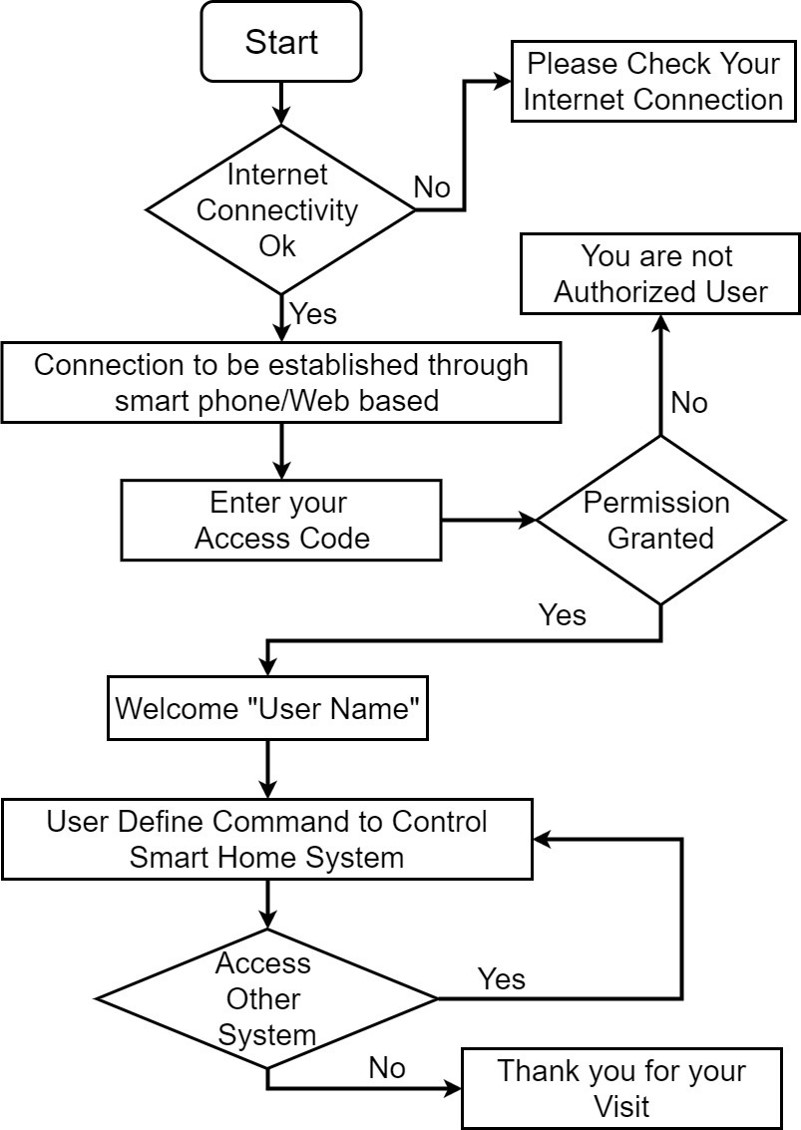 Start
Please Check Your
Internet Connection
Internet
Connectivity
Ok
No
You are not
Authorized User
Yes
Connection to be established through
smart phone/Web based
No
Enter your
Access Code
Permission
Granted
Yes
Welcome "User Name"
User Define Command to Control
Smart Home System
Access
Other
System
Yes
No
Thank you for your
Visit